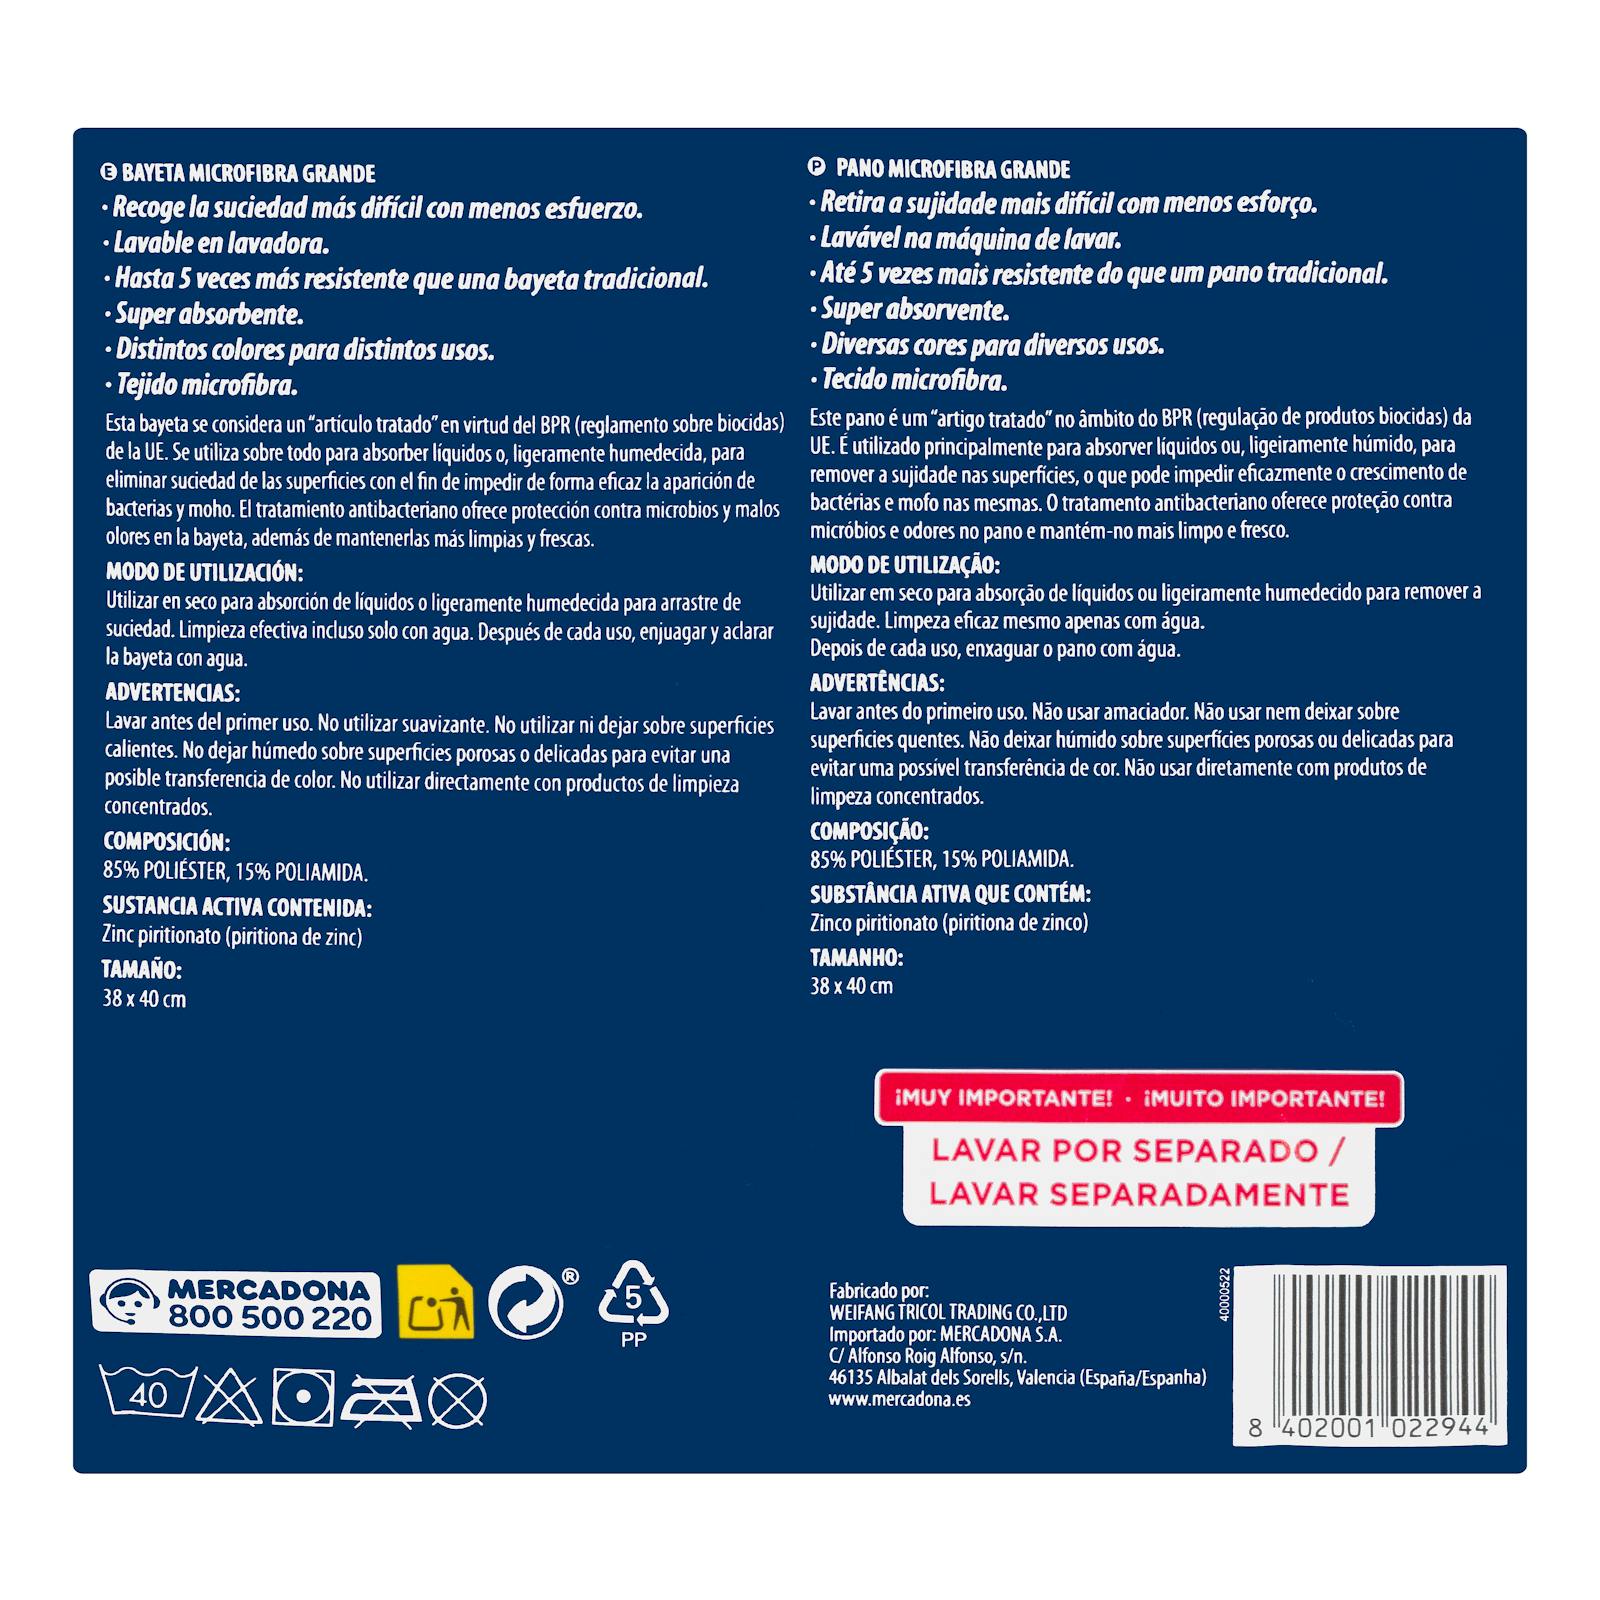 E BAYETA MICROFIBRA GRANDE
· Recoge la suciedad más difícil con menos esfuerzo.
· Lavable en lavadora.
· Hasta 5 veces más resistente que una bayeta tradicional.
· Super absorbente.
· Distintos colores para distintos usos.
· Tejido microfibra.
Esta bayeta se considera un “artículo tratado” en virtud del BPR (reglamento sobre biocidas)
de la UE. Se utiliza sobre todo para absorber líquidos o, ligeramente humedecida, para
eliminar suciedad de las superficies con el fin de impedir de forma eficaz la aparición de
bacterias y moho. El tratamiento antibacteriano ofrece protección contra microbios y malos
olores en la bayeta, además de mantenerlas más limpias y frescas.
MODO DE UTILIZACIÓN:
Utilizar en seco para absorción de líquidos o ligeramente humedecida para arrastre de
suciedad. Limpieza efectiva incluso solo con agua. Después de cada uso, enjuagar y aclarar
la bayeta con agua.
ADVERTENCIAS:
Lavar antes del primer uso. No utilizar suavizante. No utilizar ni dejar sobre superficies
calientes. No dejar húmedo sobre superficies porosas o delicadas para evitar una
posible transferencia de color. No utilizar directamente con productos de limpieza
concentrados.
COMPOSICIÓN:
85% POLIÉSTER, 15% POLIAMIDA.
SUSTANCIA ACTIVA CONTENIDA:
Zinc piritionato (piritiona de zinc)
TAMAÑO:
38 x 40 cm
P PANO MICROFIBRA GRANDE
· Retira a sujidade mais difícil com menos esforço.
· Lavável na máquina de lavar.
· Até 5 vezes mais resistente do que um pano tradicional.
· Super absorvente.
· Diversas cores para diversos usos.
· Tecido microfibra.
Este pano é um “artigo tratado” no âmbito do BPR (regulação de produtos biocidas) da
UE. É utilizado principalmente para absorver líquidos ou, ligeiramente húmido, para
remover a sujidade nas superfícies, o que pode impedir eficazmente o crescimento de
bactérias e mofo nas mesmas. O tratamento antibacteriano oferece proteção contra
micróbios e odores no pano e mantém-no mais limpo e fresco.
MODO DE UTILIZAÇÃO:
Utilizar em seco para absorção de líquidos ou ligeiramente humedecido para remover a
sujidade. Limpeza eficaz mesmo apenas com água.
Depois de cada uso, enxaguar o pano com água.
ADVERTÊNCIAS:
Lavar antes do primeiro uso. Não usar amaciador. Não usar nem deixar sobre
superficies quentes. Não deixar húmido sobre superfícies porosas ou delicadas para
evitar uma possível transferência de cor. Não usar diretamente com produtos de
limpeza concentrados.
COMPOSIÇÃO:
85% POLIÉSTER, 15% POLIAMIDA.
SUBSTÂNCIA ATIVA QUE CONTÉM:
Zinco piritionato (piritiona de zinco)
TAMANHO:
38 x 40 cm
¡MUY IMPORTANTE! · ¡MUITO IMPORTANTE!
LAVAR POR SEPARADO /
LAVAR SEPARADAMENTE
MERCADONA
800 500 220
®
5
PP
40
Fabricado por:
WEIFANG TRICOL TRADING CO.,LTD
Importado por: MERCADONA S.A.
C/ Alfonso Roig Alfonso, s/n.
46135 Albalat dels Sorells, Valencia (España/Espanha)
www.mercadona.es
40000522
8 402001 022944